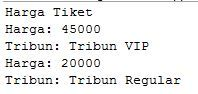 Harga Tiket
Harga: 45000
Tribun: Tribun VIP
Harga: 20000
Tribun: Tribun Regular